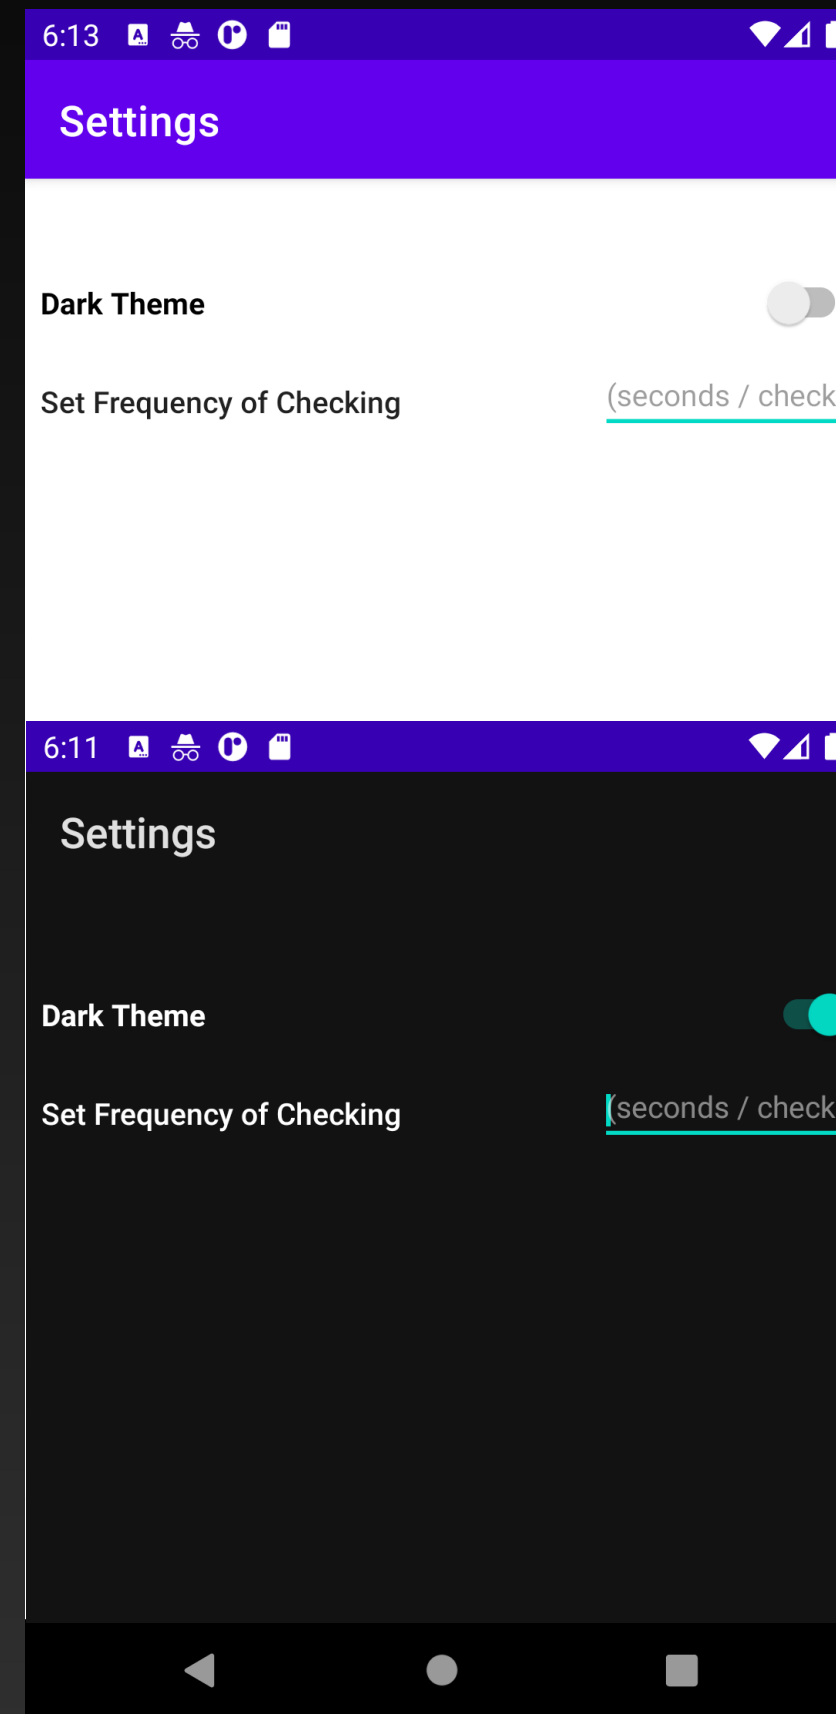 6:13
Settings
Dark Theme
Set Frequency of Checking
(seconds / check
6:11
Settings
Dark Theme
Set Frequency of Checking
(seconds / check